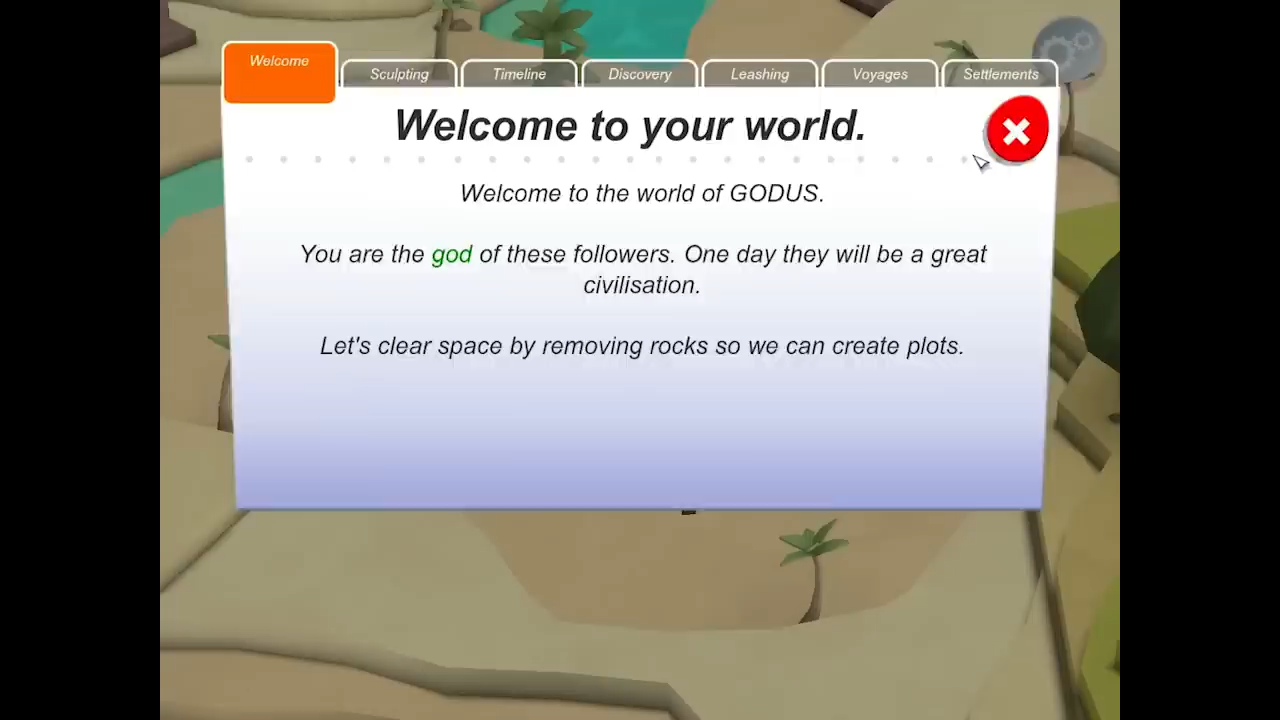 Welcome
Sculpting
Timeline
Discovery
Leashing
Voyages
Settlements
Welcome to your world.
Welcome to the world of GODUS.
You are the god of these followers. One day they will be a great
civilisation.
Let's clear space by removing rocks so we can create plots.